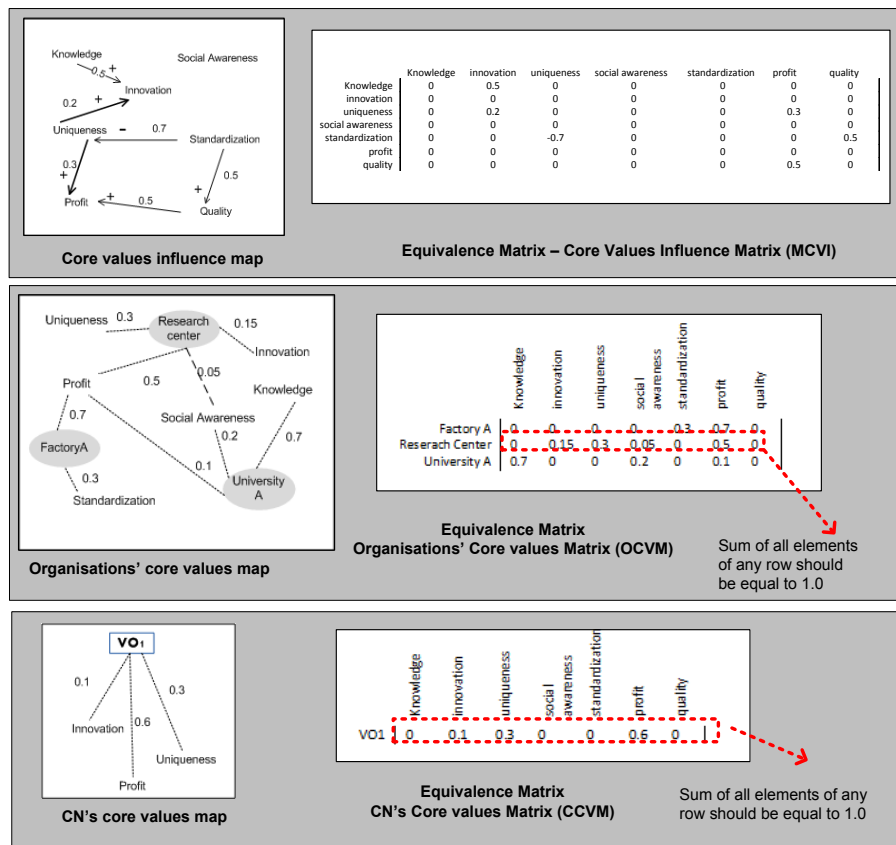 Knowledge
Social Awareness
0.5
+
Innovation
0.2
+
Uniqueness
-
0.7
Standardization
0.3
+
0.5
+
Profit
+
0.5
Quality
Core values influence map
Knowledge innovation uniqueness social awareness standardization profit quality
Knowledge 0 0.5 0 0 0 0 0
innovation 0 0 0 0 0 0 0
uniqueness 0 0.2 0 0 0 0.3 0
social awareness 0 0 0 0 0 0 0
standardization 0 0 -0.7 0 0 0 0.5
profit 0 0 0 0 0 0 0
quality 0 0 0 0 0 0.5 0
Equivalence Matrix – Core Values Influence Matrix (MCVI)
Uniqueness
0.3
Research
center
0.15
Innovation
Profit
0.5
0.05
Knowledge
0.7
Social Awareness
0.2
0.7
FactoryA
0.1
0.3
University
A
Standardization
Organisations' core values map
Knowledge
innovation
uniqueness
social
awareness
standardization
profit
quality
Factory A 0 0 0 0 0.3 0.7 0
Reserach Center 0 0.15 0.3 0.05 0 0.5 0
University A 0.7 0 0 0.2 0 0.1 0
Equivalence Matrix
Organisations' Core values Matrix (OCVM)
Sum of all elements
of any row should
be equal to 1.0
VO1
0.1
0.3
0.6
Innovation
Uniqueness
Profit
CN's core values map
Knowledge
innovation
uniqueness
social
awareness
standardization
profit
quality
VO1 0 0.1 0.3 0 0 0.6 0
Equivalence Matrix
CN's Core values Matrix (CCVM)
Sum of all elements of any
row should be equal to 1.0